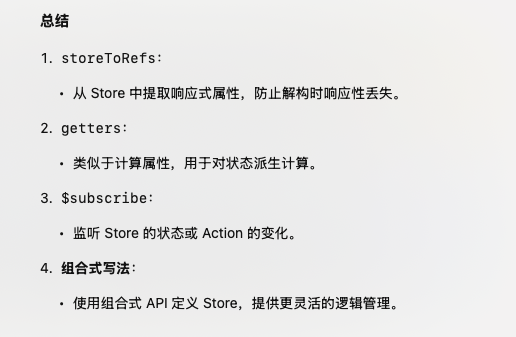 总结
1. storeToRefs:
• 从 Store 中提取响应式属性，防止解构时响应性丢失。
2. getters:
• 类似于计算属性，用于对状态派生计算。
3. $subscribe:
• 监听 Store 的状态或 Action 的变化。
4. 组合式写法：
• 使用组合式 API 定义 Store，提供更灵活的逻辑管理。